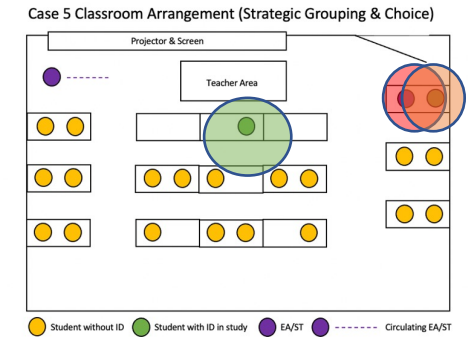 Case 5 Classroom Arrangement (Strategic Grouping & Choice)
Projector & Screen
Teacher Area
Student without ID Student with ID in study EA/ST Circulating EA/ST